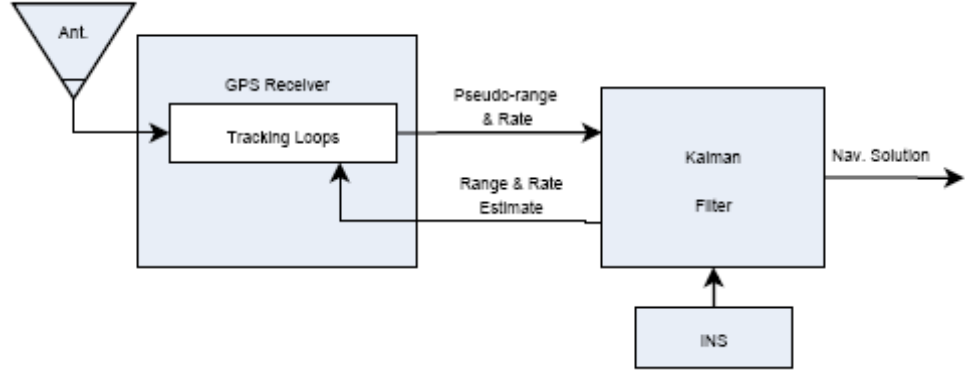 Ant.
GPS Receiver
Tracking Loops
Pseudo-range
& Rate
Range & Rate
Estimate
Kalman
Filter
Nav. Solution
INS